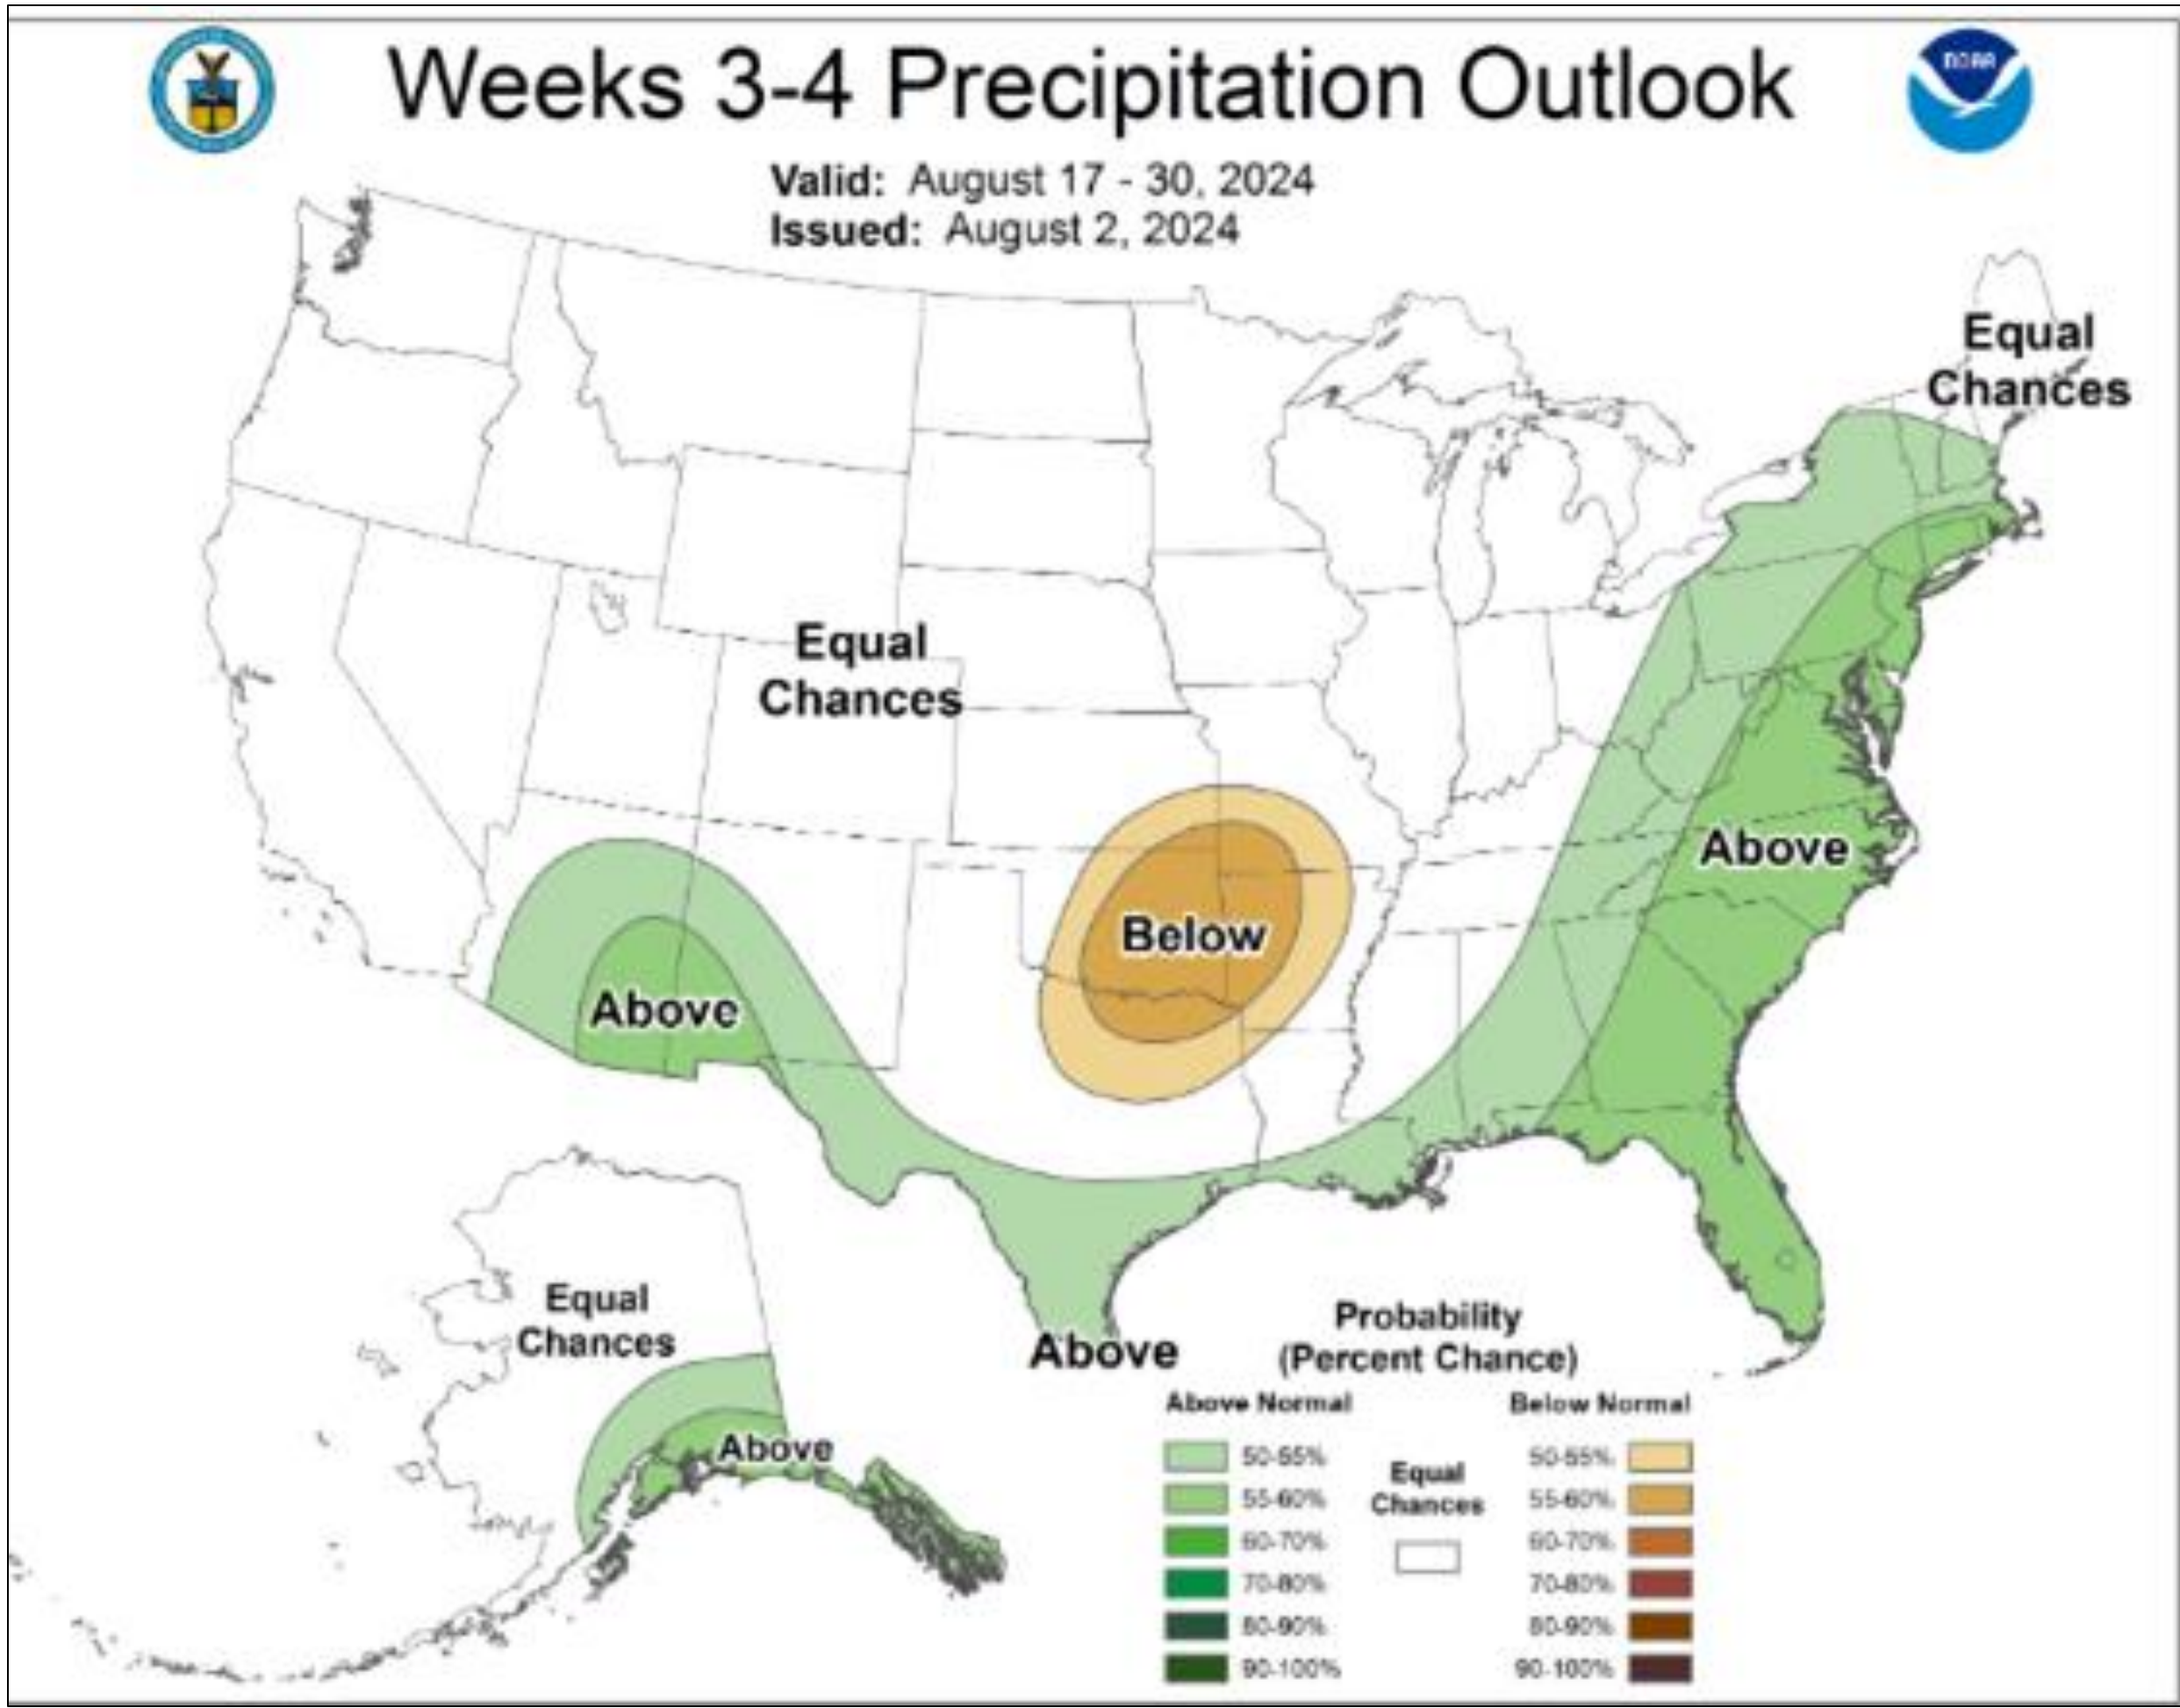 noaa
Weeks 3-4 Precipitation Outlook
Valid: August 17 - 30, 2024
Issued: August 2, 2024
Equal
Chances
Equal
Chances
Above
Below
Above
Equal
Chances
Above
Above
Probability
(Percent Chance)
Above Normal
Below Normal
50-55%
50-55%
Equal
Chances
55-60%
55-60%
60-70%
60-70%
70-80%
70-80%
80-90%
80-90%
90-100%
90-100%